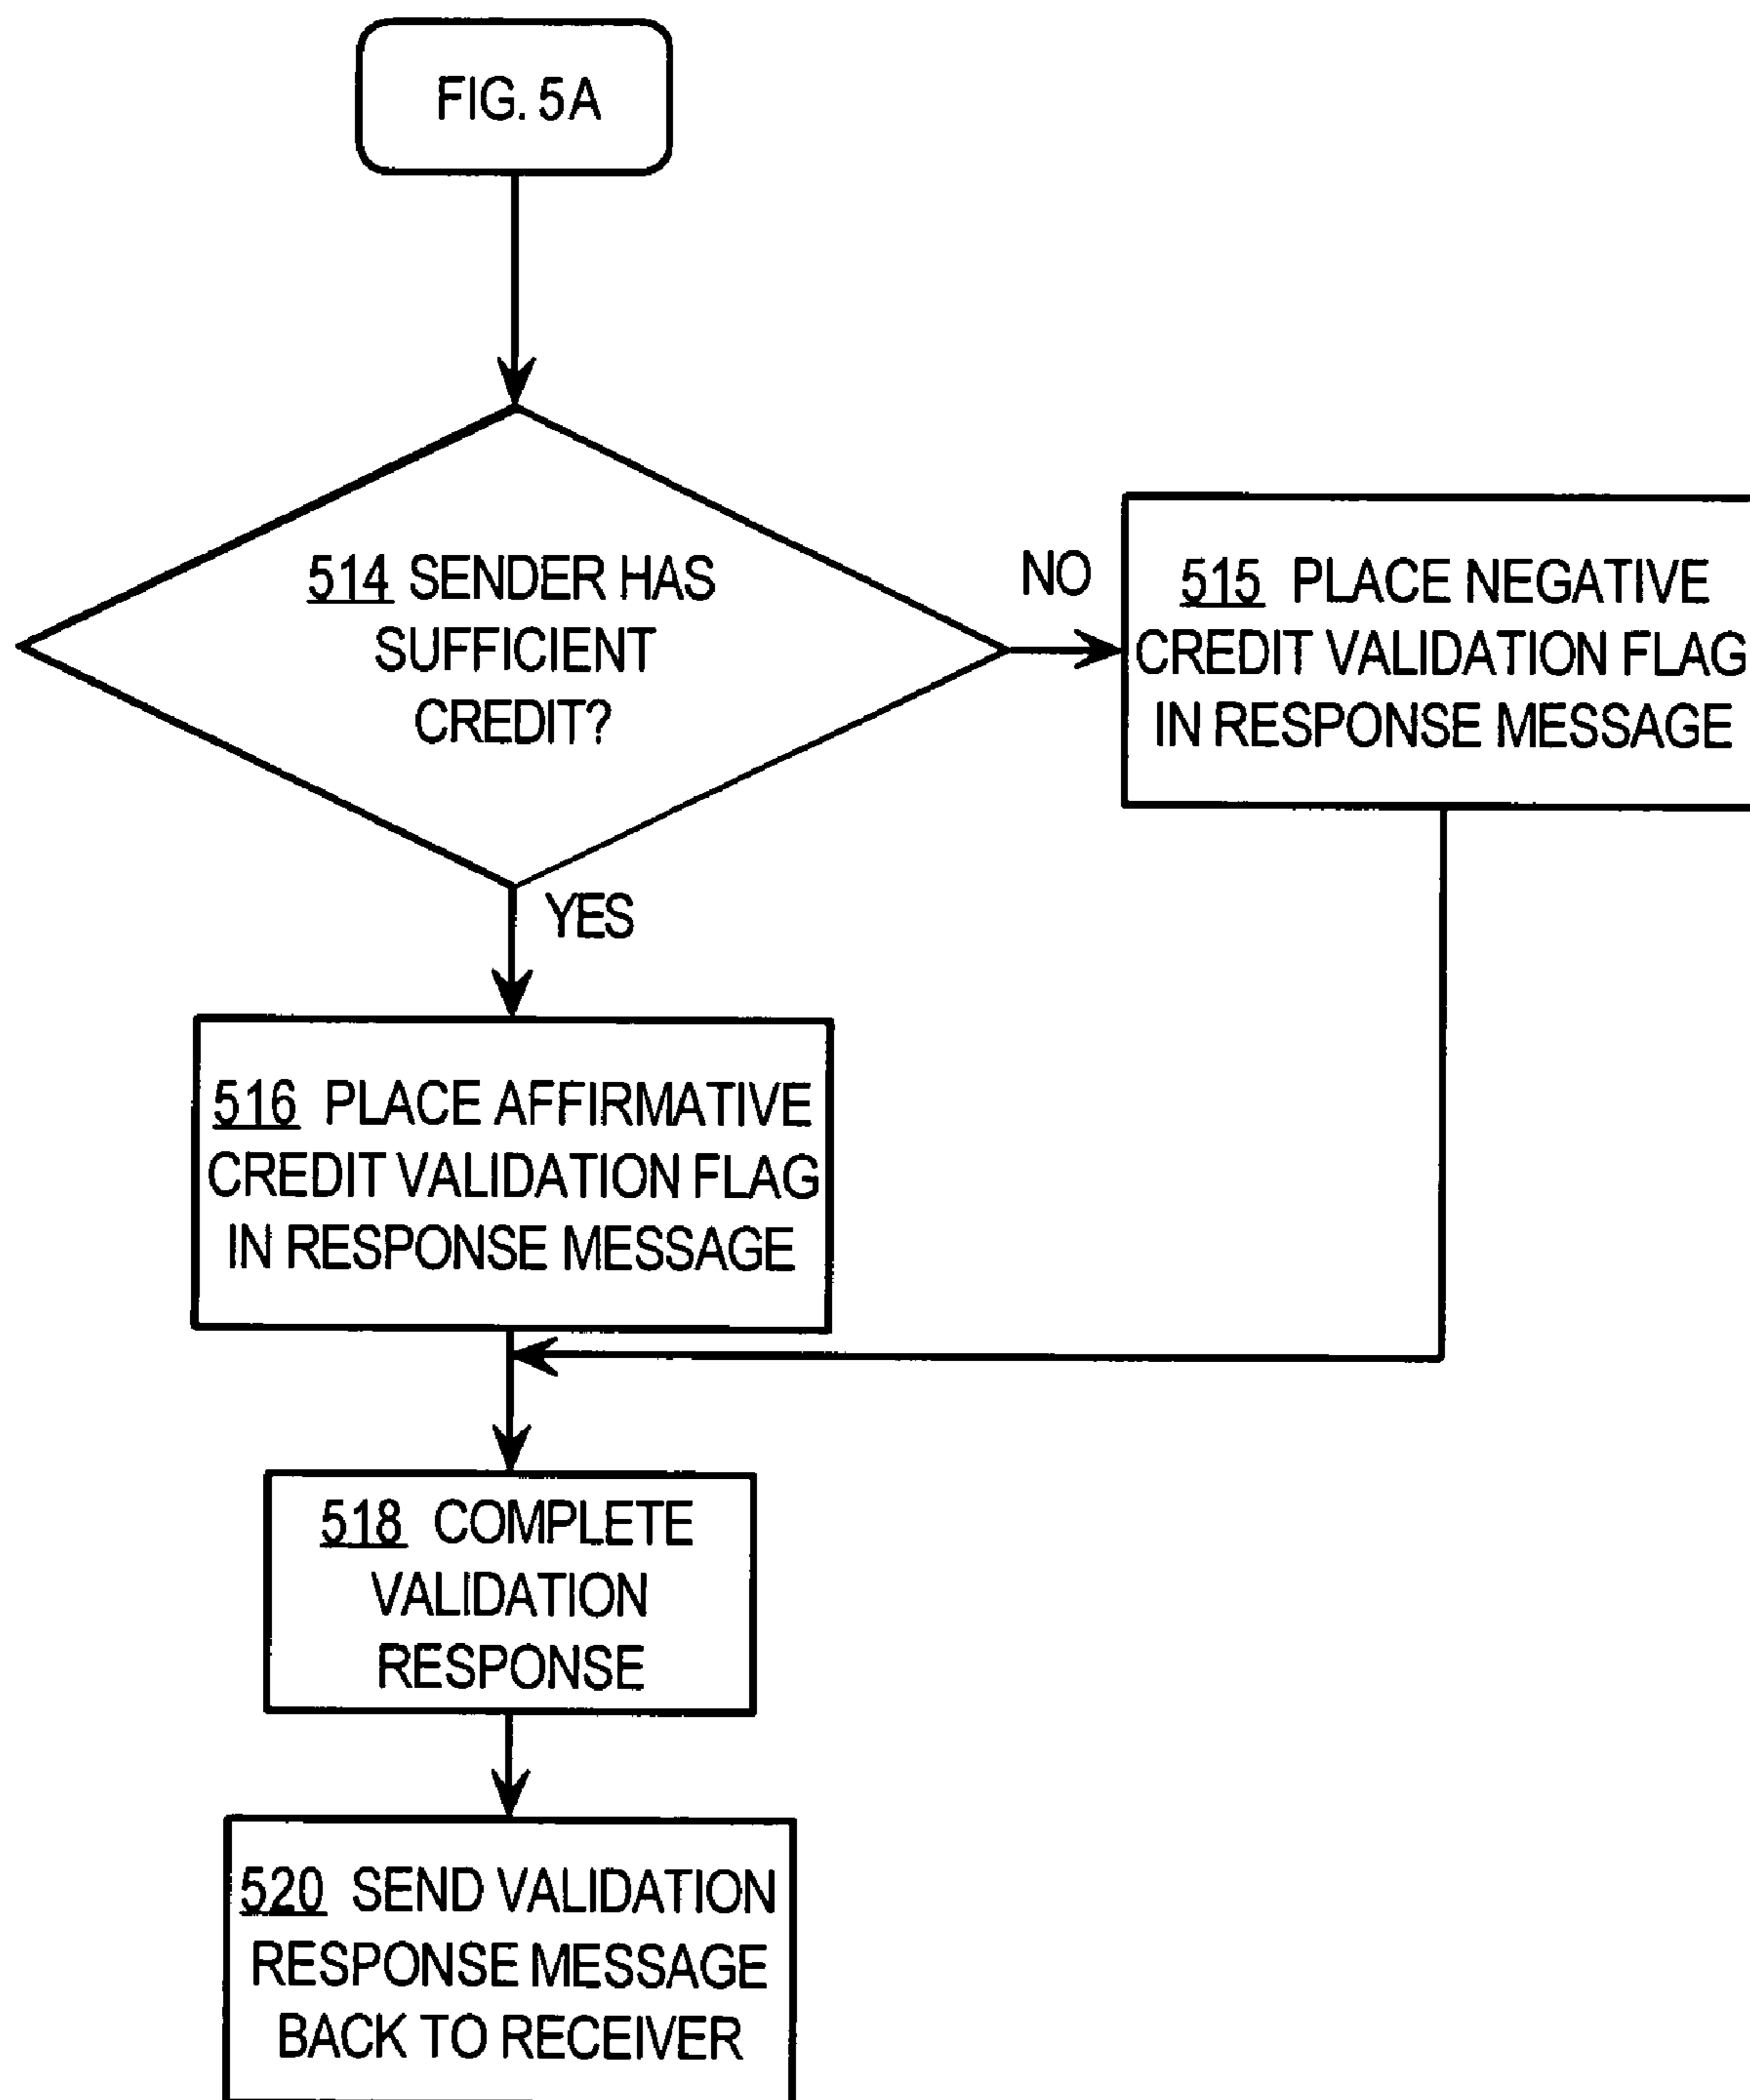 FIG. 5A
514 SENDER HAS
SUFFICIENT
CREDIT?
NO
515 PLACE NEGATIVE
CREDIT VALIDATION FLAG
IN RESPONSE MESSAGE
YES
516 PLACE AFFIRMATIVE
CREDIT VALIDATION FLAG
IN RESPONSE MESSAGE
518 COMPLETE
VALIDATION
RESPONSE
520 SEND VALIDATION
RESPONSE MESSAGE
BACK TO RECEIVER